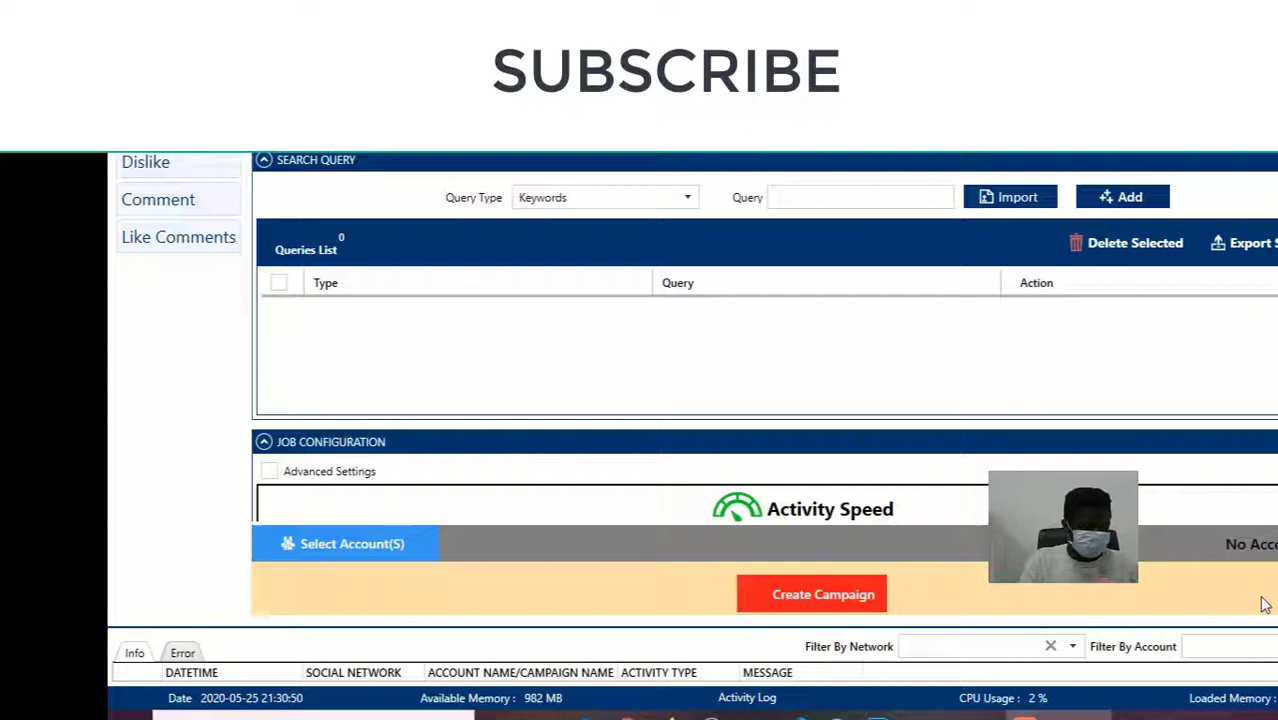 SUBSCRIBE
Dislike
SEARCH QUERY
Comment
Query Type Keywords Query Import Add
Like Comments
Queries List 0 Delete Selected Export S
Type Query Action
JOB CONFIGURATION
Advanced Settings
Activity Speed
Select Account(S) No Acc
Create Campaign
Info Error Filter By Network Filter By Account
DATETIME SOCIAL NETWORK ACCOUNT NAME/CAMPAIGN NAME ACTIVITY TYPE MESSAGE
Date 2020-05-25 21:30:50 Available Memory : 982 MB Activity Log CPU Usage : 2 % Loaded Memory :